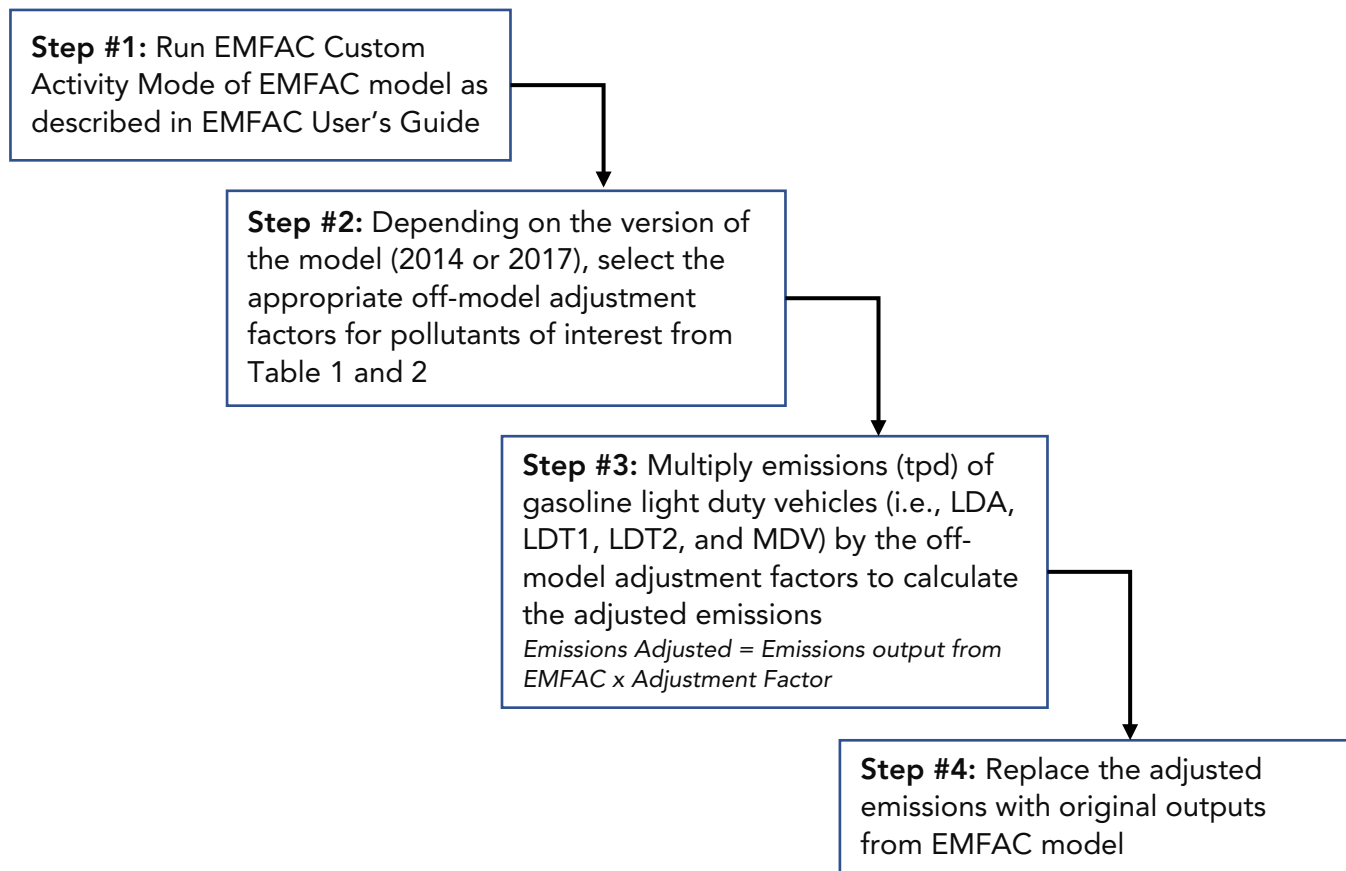 Step #1: Run EMFAC Custom
Activity Mode of EMFAC model as
described in EMFAC User’s Guide
Step #2: Depending on the version of
the model (2014 or 2017), select the
appropriate off-model adjustment
factors for pollutants of interest from
Table 1 and 2
Step #3: Multiply emissions (tpd) of
gasoline light duty vehicles (i.e., LDA,
LDT1, LDT2, and MDV) by the off-
model adjustment factors to calculate
the adjusted emissions
Emissions Adjusted = Emissions output from
EMFAC x Adjustment Factor
Step #4: Replace the adjusted
emissions with original outputs
from EMFAC model